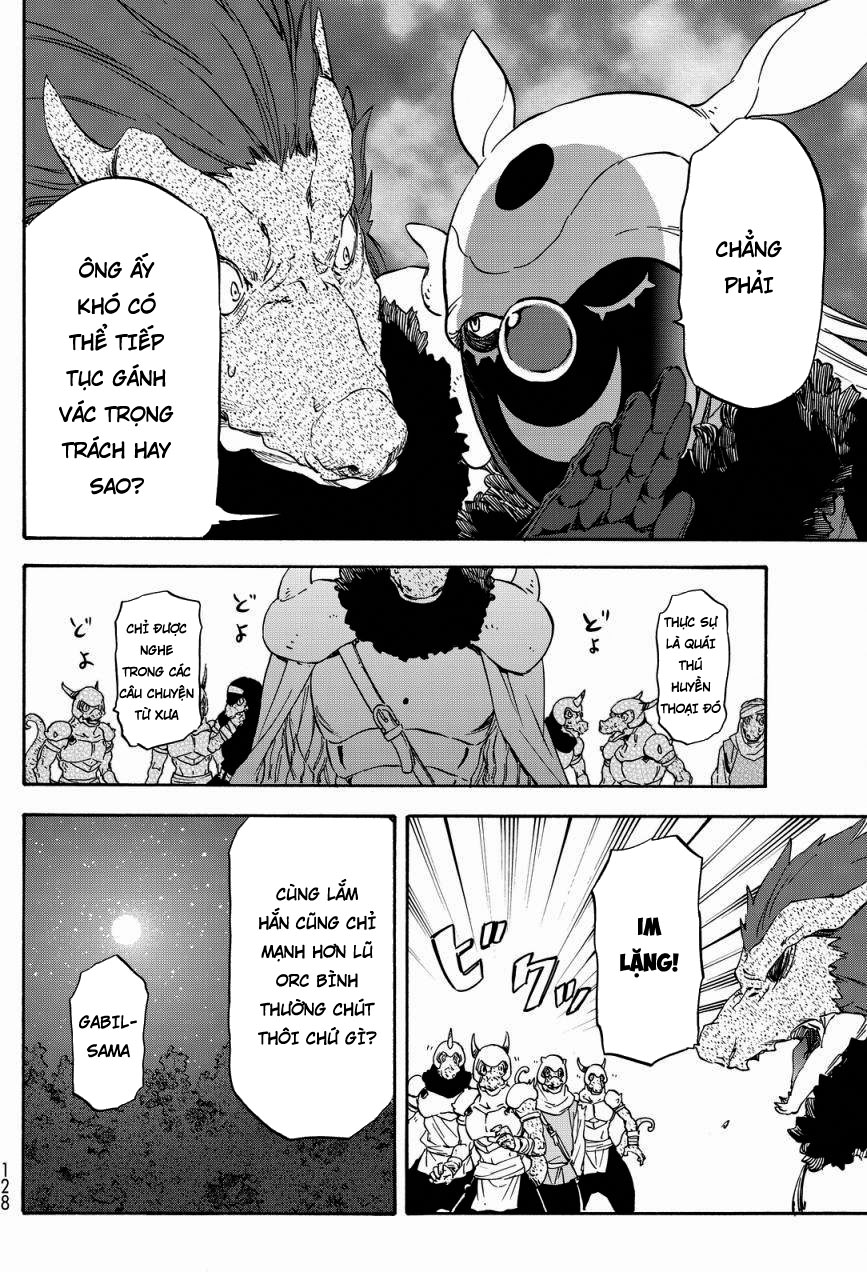 CHẲNG
PHẢI
ÔNG ẤY
KHÓ CÓ
THỂ TIẾP
TỤC GÁNH
VÁC TRỌNG
TRÁCH HAY
SAO?
THỰC SỰ
LÀ QUÁI
THÚ
HUYỀN
THOẠI ĐÓ
どよ
どよ
どよ
CHỈ ĐƯỢC
NGHE
TRONG CÁC
CÂU CHUYỆN
TỪ XƯA
IM
LẶNG!
ビクッ
CÙNG LẮM
HẮN CŨNG CHỈ
MẠNH HƠN LŨ
ORC BÌNH
THƯỜNG CHÚT
THÔI CHỨ GÌ?
GABIL-
SAMA
128